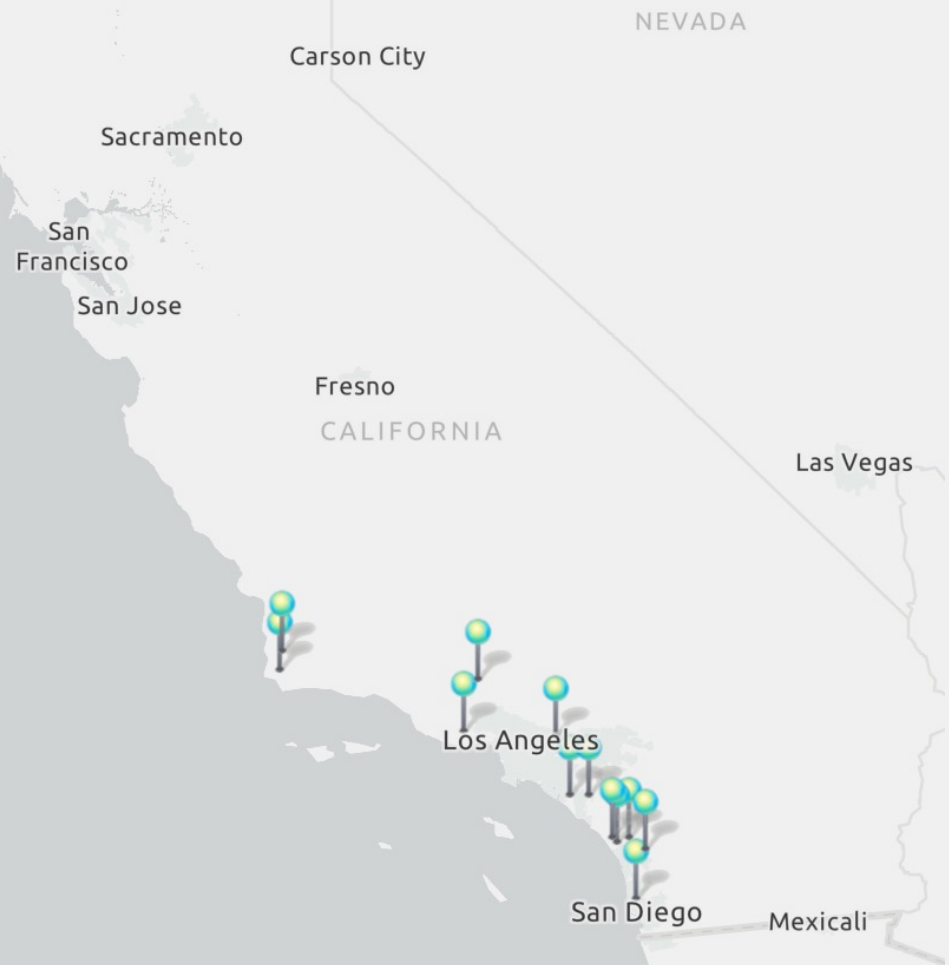 NEVADA
Carson City
Sacramento
San
Francisco
San Jose
Fresno
CALIFORNIA
Las Vegas
Los Angeles
San Diego
Mexicali